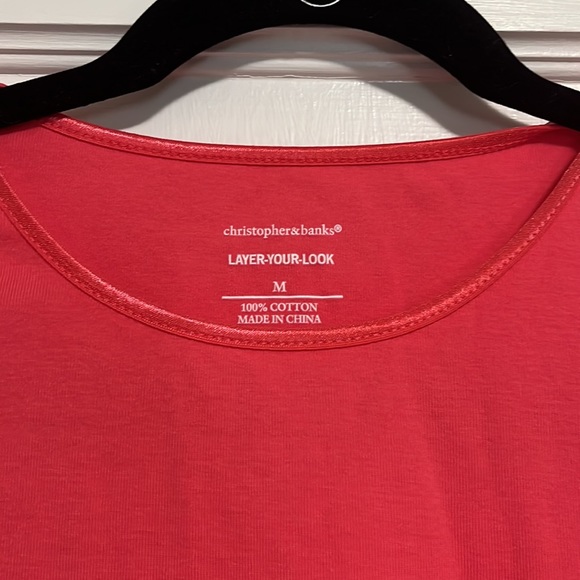 christopher&banks®
LAYER-YOUR-LOOK
M
100% COTTON
MADE IN CHINA